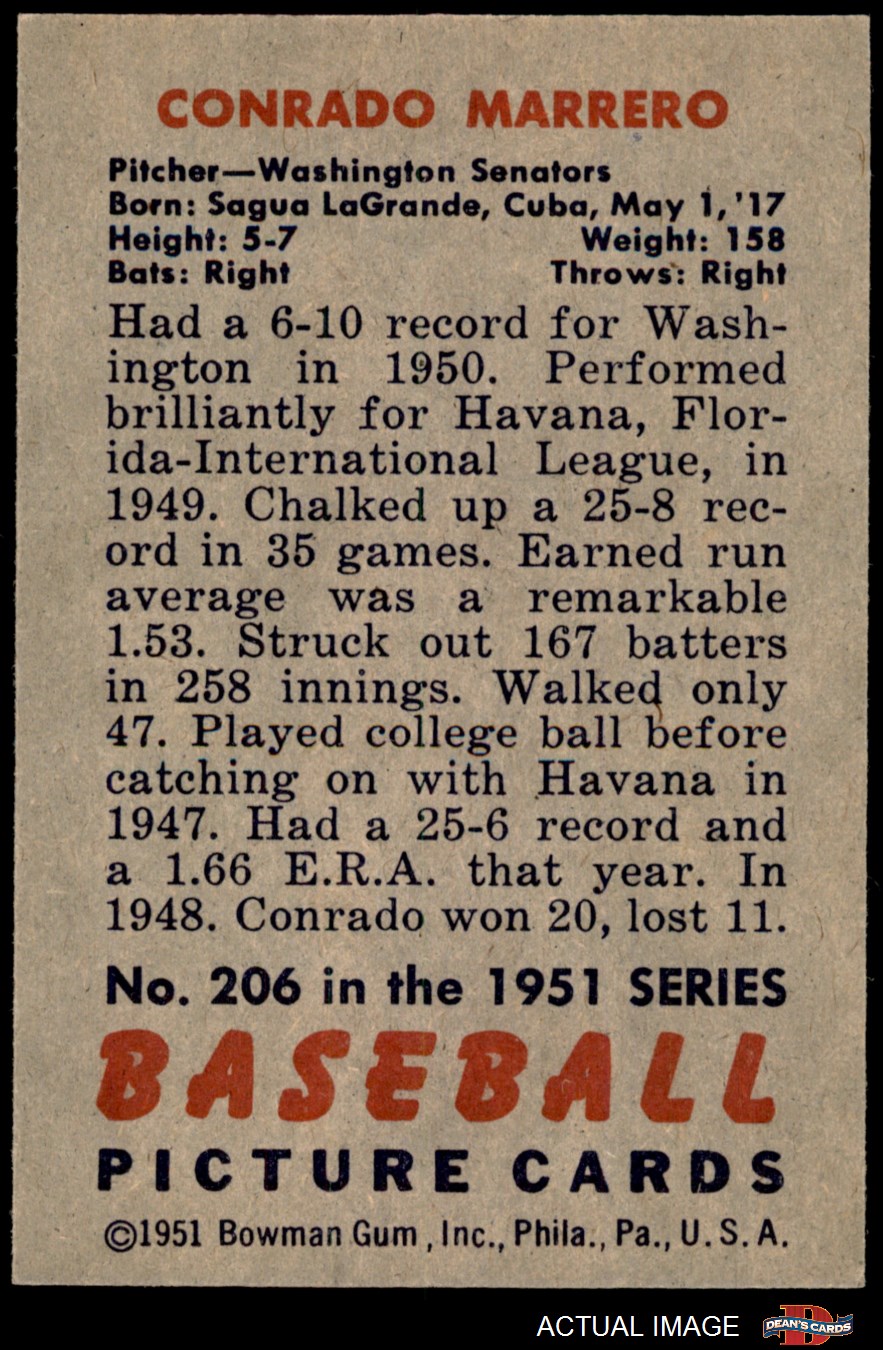 CONRADO MARRERO
Pitcher—Washington Senators
Born: Sagua LaGrande, Cuba, May 1, '17
Height: 5-7 Weight: 158
Bats: Right Throws: Right
Had a 6-10 record for Wash-
ington in 1950. Performed
brilliantly for Havana, Flor-
ida-International League, in
1949. Chalked up a 25-8 rec-
ord in 35 games. Earned run
average was a remarkable
1.53. Struck out 167 batters
in 258 innings. Walked only
47. Played college ball before
catching on with Havana in
1947. Had a 25-6 record and
a 1.66 E.R.A. that year. In
1948. Conrado won 20, lost 11.
No. 206 in the 1951 SERIES
BASEBALL
PICTURE CARDS
©1951 Bowman Gum, Inc., Phila., Pa., U.S.A.
ACTUAL IMAGE
D
DEAN'S CARDS